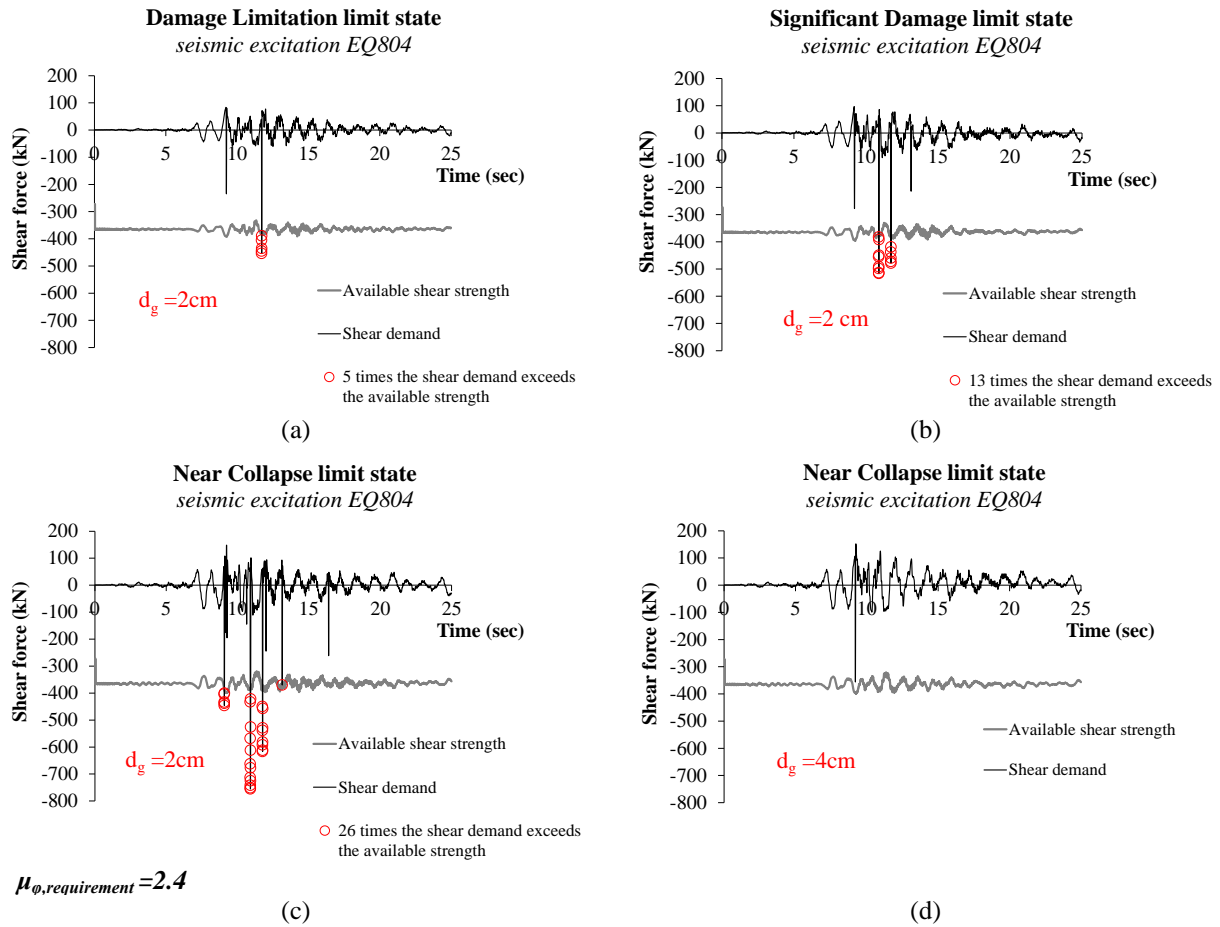 Damage Limitation limit state
seismic excitation EQ804
200
100
0
-100
-200
-300
-400
-500
-600
-700
-800
0
5
10
15
20
25
Time (sec)
Shear force (kN)
d_g =2cm
Available shear strength
Shear demand
5 times the shear demand exceeds
the available strength
(a)
Significant Damage limit state
seismic excitation EQ804
200
100
0
-100
-200
-300
-400
-500
-600
-700
-800
0
5
10
15
20
25
Time (sec)
Shear force (kN)
d_g =2 cm
Available shear strength
Shear demand
13 times the shear demand exceeds
the available strength
(b)
Near Collapse limit state
seismic excitation EQ804
200
100
0
-100
-200
-300
-400
-500
-600
-700
-800
0
5
10
15
20
25
Time (sec)
Shear force (kN)
d_g =2cm
Available shear strength
Shear demand
26 times the shear demand exceeds
the available strength
μφ,requirement =2.4
(c)
Near Collapse limit state
seismic excitation EQ804
200
100
0
-100
-200
-300
-400
-500
-600
-700
-800
0
5
10
15
20
25
Time (sec)
Shear force (kN)
d_g =4cm
Available shear strength
Shear demand
(d)